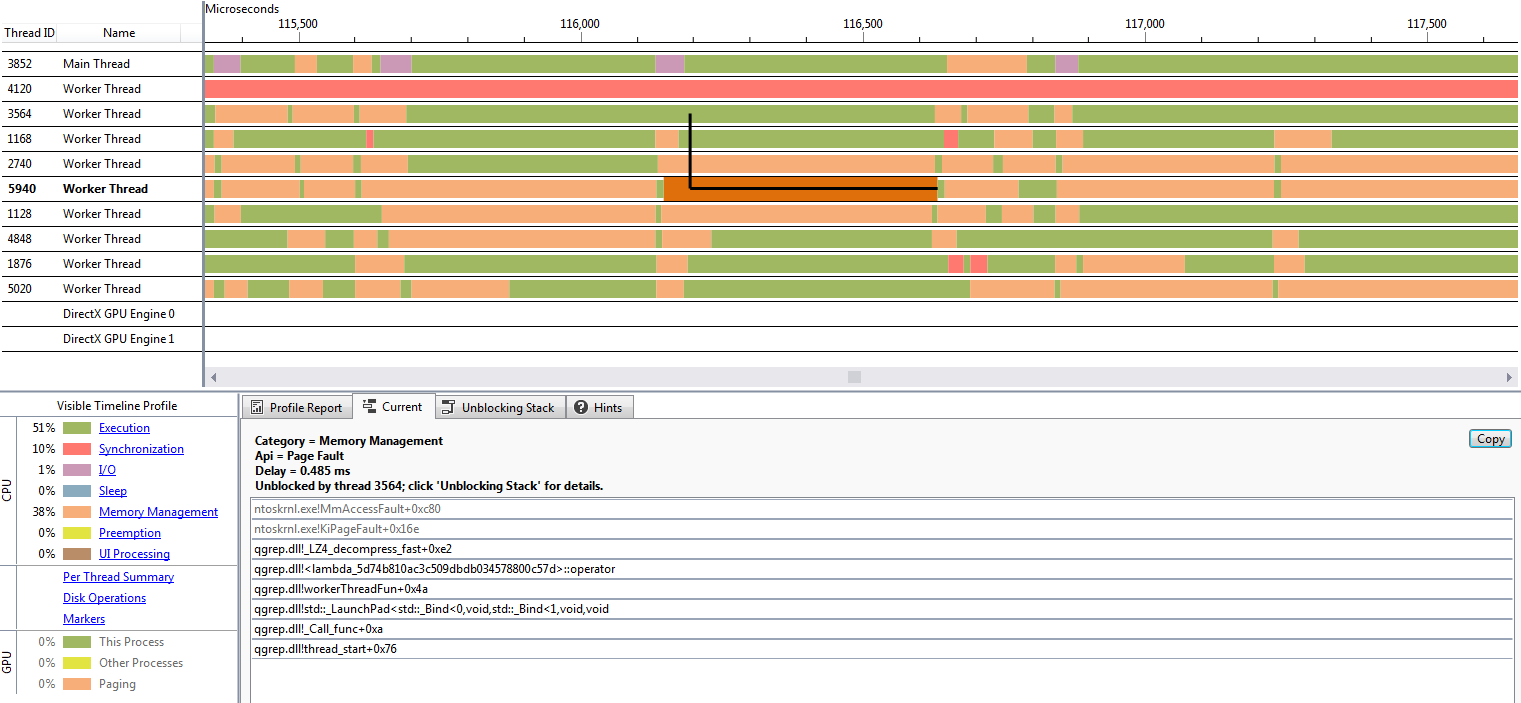 Microseconds
115,500 116,000 116,500 117,000 117,500
Thread ID Name
3852 Main Thread
4120 Worker Thread
3564 Worker Thread
1168 Worker Thread
2740 Worker Thread
5940 Worker Thread
1128 Worker Thread
4848 Worker Thread
1876 Worker Thread
5020 Worker Thread
DirectX GPU Engine 0
DirectX GPU Engine 1
Visible Timeline Profile
CPU
51% Execution
10% Synchronization
1% I/O
0% Sleep
38% Memory Management
0% Preemption
0% UI Processing
Per Thread Summary
Disk Operations
Markers
GPU
0% This Process
0% Other Processes
0% Paging
Profile Report Current Unblocking Stack Hints
Category = Memory Management
Api = Page Fault
Delay = 0.485 ms
Unblocked by thread 3564; click 'Unblocking Stack' for details.
Copy
ntoskrnl.exe!MmAccessFault+0xc80
ntoskrnl.exe!KiPageFault+0x16e
qgrep.dll!_LZ4_decompress_fast+0xe2
qgrep.dll!<lambda_5d74b810ac3c509dbdb034578800c57d>::operator
qgrep.dll!workerThreadFun+0x4a
qgrep.dll!std::_LaunchPad<std::_Bind<0,void,std::_Bind<1,void,void
qgrep.dll!_Call_func+0xa
qgrep.dll!thread_start+0x76